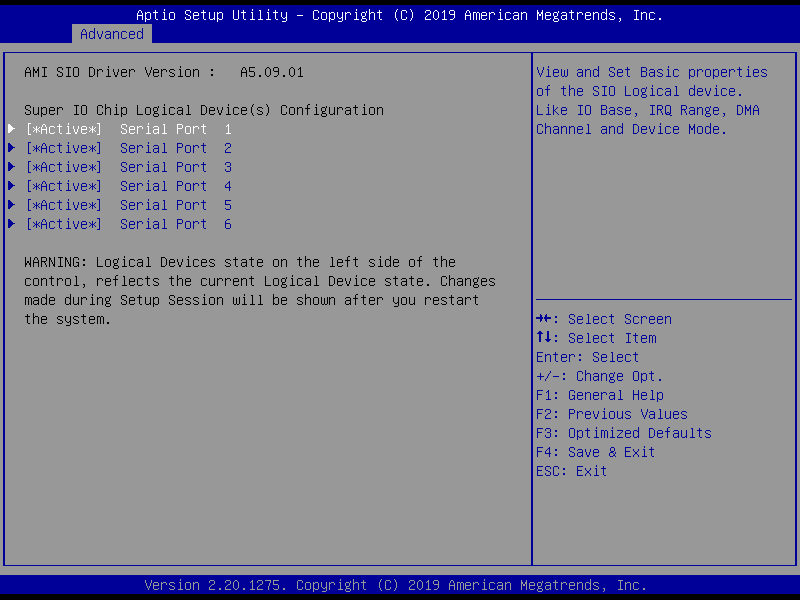 Aptio Setup Utility – Copyright (C) 2019 American Megatrends, Inc.
Advanced
AMI SIO Driver Version :   A5.09.01
Super IO Chip Logical Device(s) Configuration
[*Active*]  Serial Port  1
[*Active*]  Serial Port  2
[*Active*]  Serial Port  3
[*Active*]  Serial Port  4
[*Active*]  Serial Port  5
[*Active*]  Serial Port  6
WARNING: Logical Devices state on the left side of the
control, reflects the current Logical Device state. Changes
made during Setup Session will be shown after you restart
the system.
View and Set Basic properties
of the SIO Logical device.
Like IO Base, IRQ Range, DMA
Channel and Device Mode.
→←: Select Screen
↑↓: Select Item
Enter: Select
+/-: Change Opt.
F1: General Help
F2: Previous Values
F3: Optimized Defaults
F4: Save & Exit
ESC: Exit
Version 2.20.1275. Copyright (C) 2019 American Megatrends, Inc.